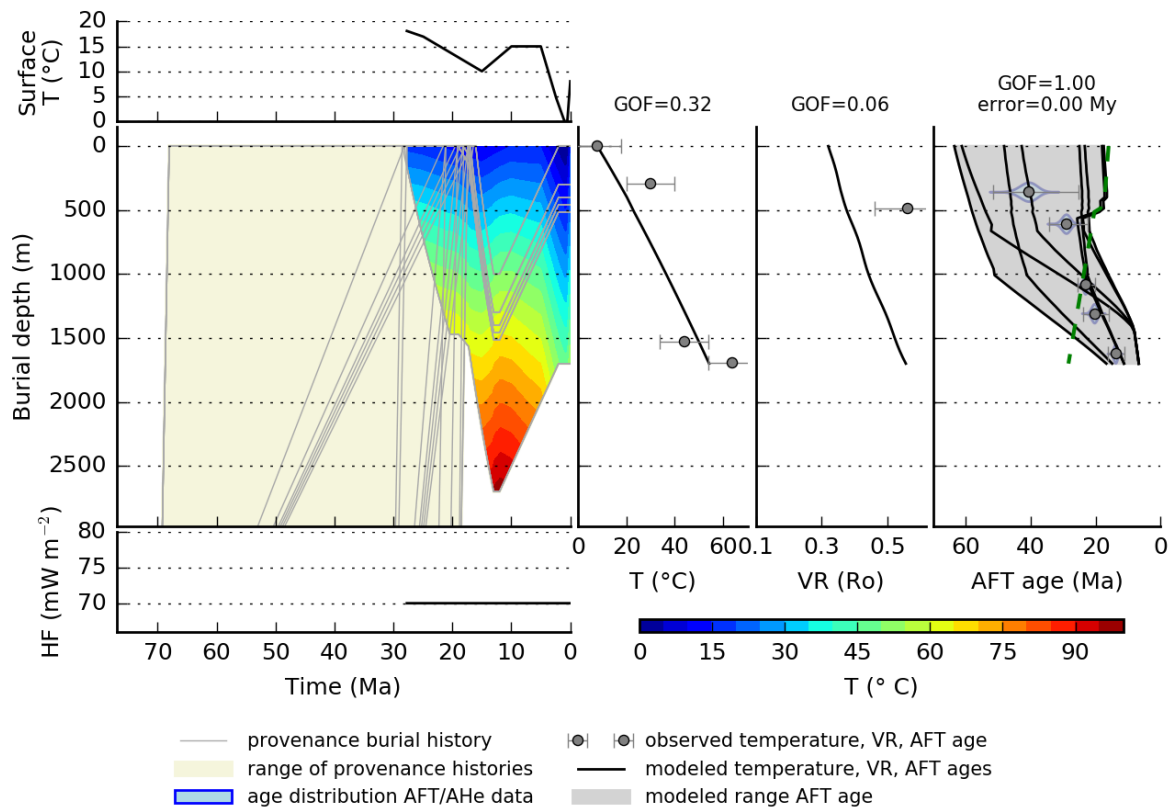 Surface
T (°C)
20
15
10
5
0
GOF=0.32
GOF=0.06
GOF=1.00
error=0.00 My
Burial depth (m)
0
500
1000
1500
2000
2500
HF (mW m⁻²)
80
75
70
65
70 60 50 40 30 20 10 0
Time (Ma)
0 20 40 60
T (°C)
0.1 0.3 0.5
VR (Ro)
60 40 20 0
AFT age (Ma)
0 15 30 45 60 75 90
T (° C)
provenance burial history
range of provenance histories
age distribution AFT/AHe data
observed temperature, VR, AFT age
modeled temperature, VR, AFT ages
modeled range AFT age